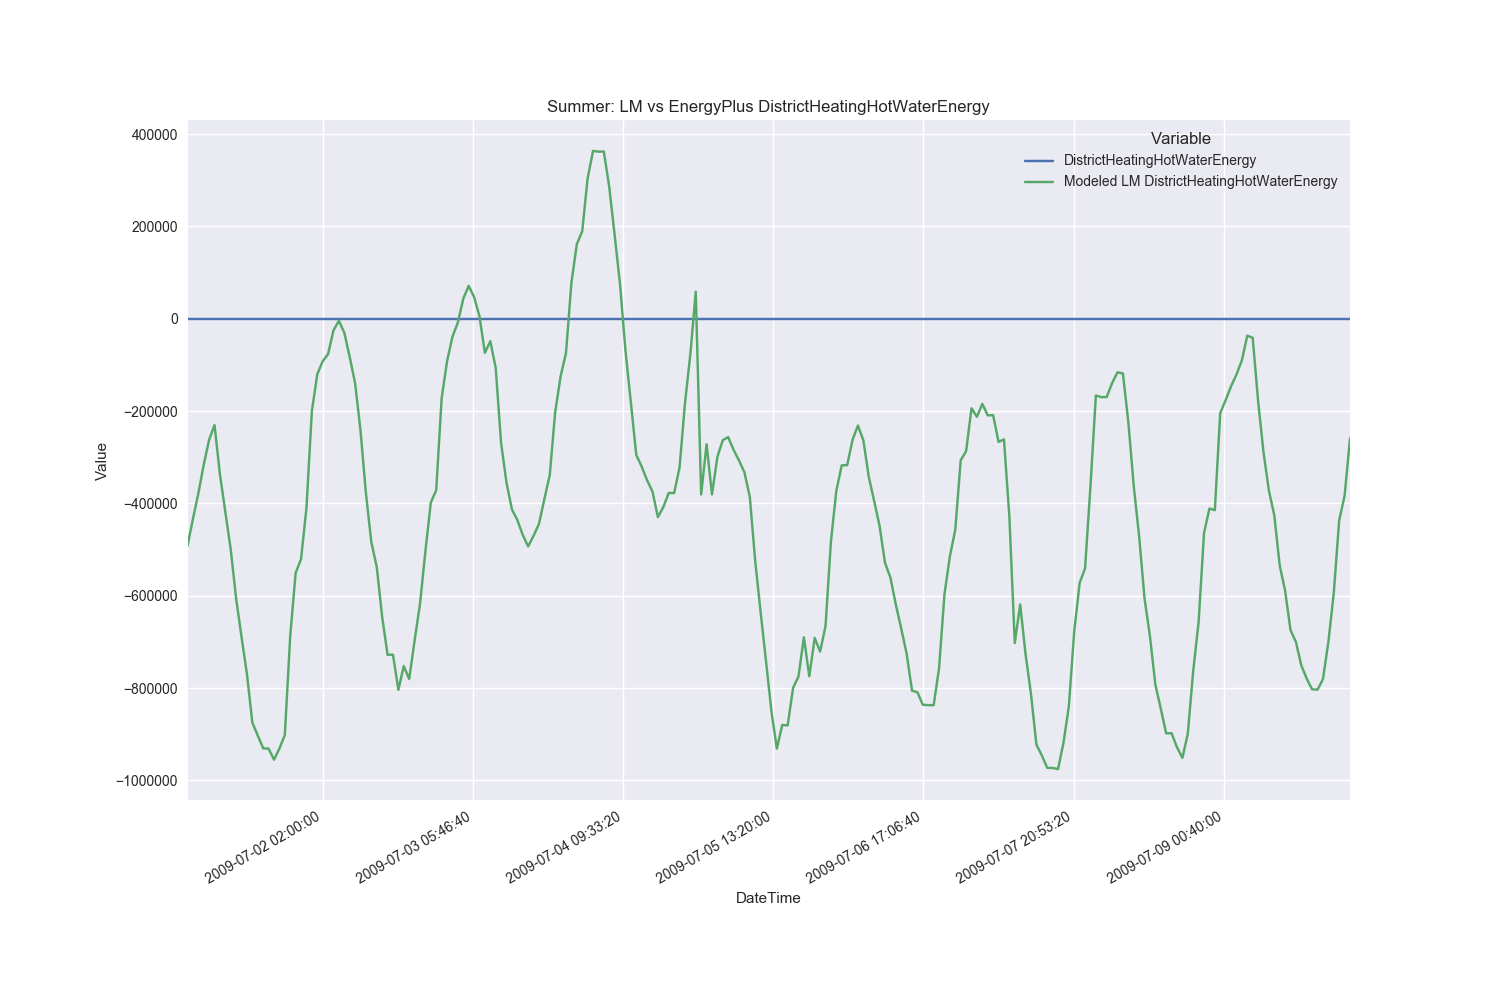 Summer: LM vs EnergyPlus DistrictHeatingHotWaterEnergy
Variable
DistrictHeatingHotWaterEnergy
Modeled LM DistrictHeatingHotWaterEnergy
400000
200000
0
−200000
−400000
−600000
−800000
−1000000
Value
2009-07-02 02:00:00
2009-07-03 05:46:40
2009-07-04 09:33:20
2009-07-05 13:20:00
2009-07-06 17:06:40
2009-07-07 20:53:20
2009-07-09 00:40:00
DateTime